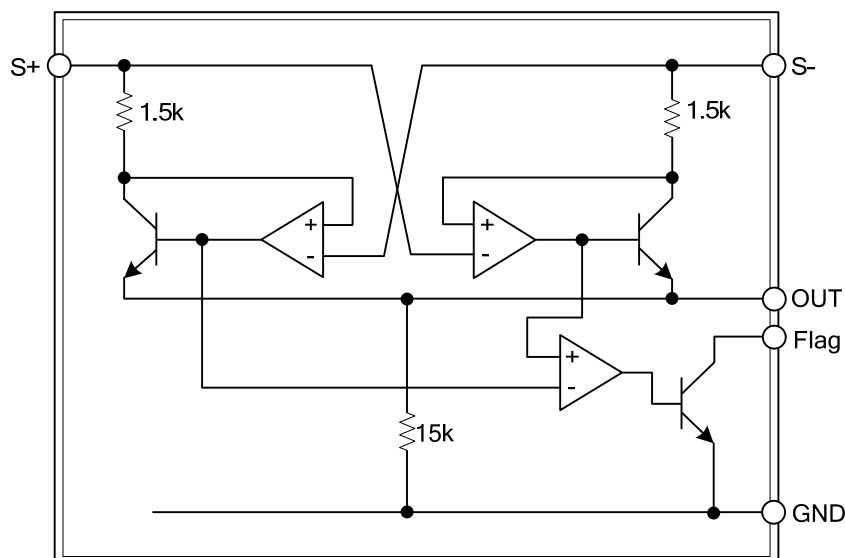 S+
S-
1.5k
1.5k
+
-
+
-
OUT
Flag
+
-
15k
GND